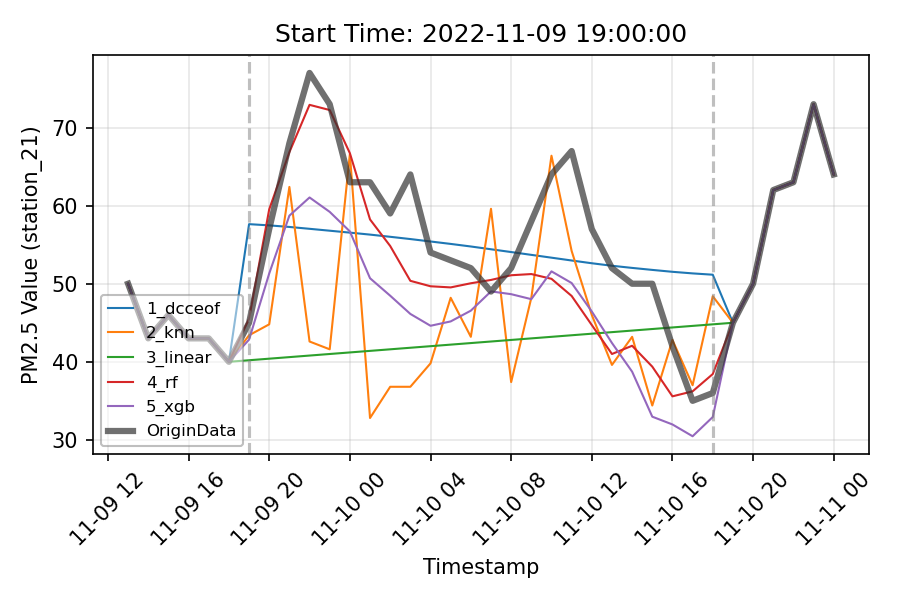 Start Time: 2022-11-09 19:00:00
PM2.5 Value (station_21)
70
60
50
40
30
1_dcceof
2_knn
3_linear
4_rf
5_xgb
OriginData
11-09 12
11-09 16
11-09 20
11-10 00
11-10 04
11-10 08
11-10 12
11-10 16
11-10 20
11-11 00
Timestamp